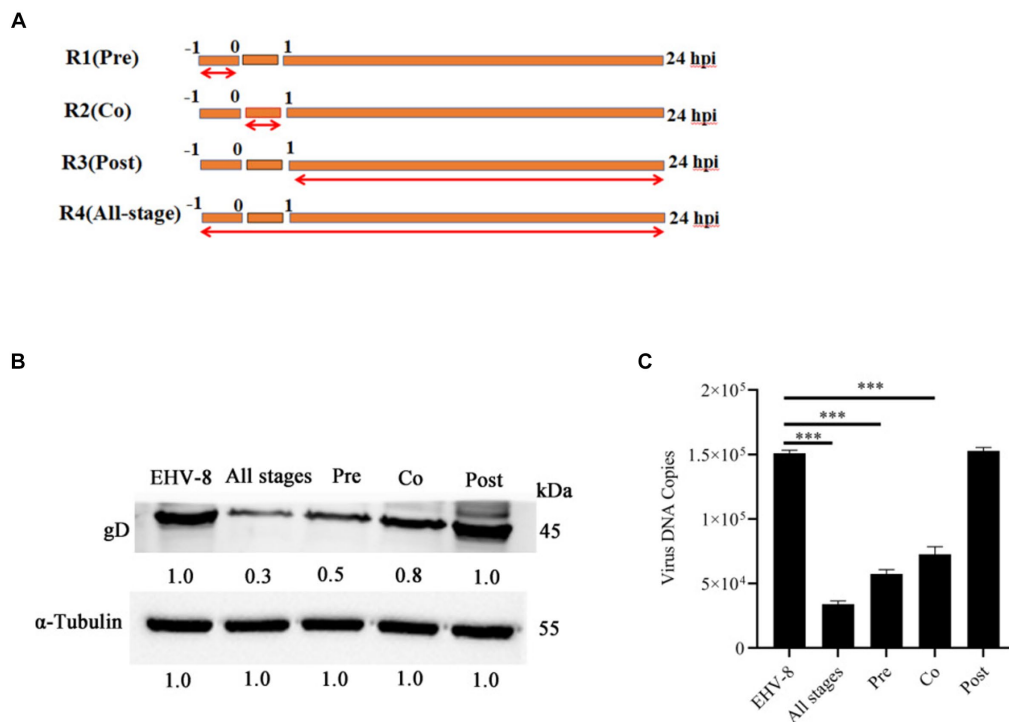 A
-1 0 1
R1(Pre) 24 hpi
-1 0 1
R2(Co) 24 hpi
-1 0 1
R3(Post) 24 hpi
-1 0 1
R4(All-stage) 24 hpi
B
EHV-8 All stages Pre Co Post kDa
gD 45
1.0 0.3 0.5 0.8 1.0
α-Tubulin 55
1.0 1.0 1.0 1.0 1.0
C
Virus DNA Copies
2×10⁵
1.5×10⁵
1×10⁵
5×10⁴
0
***
***
***
EHV-8 All stages Pre Co Post